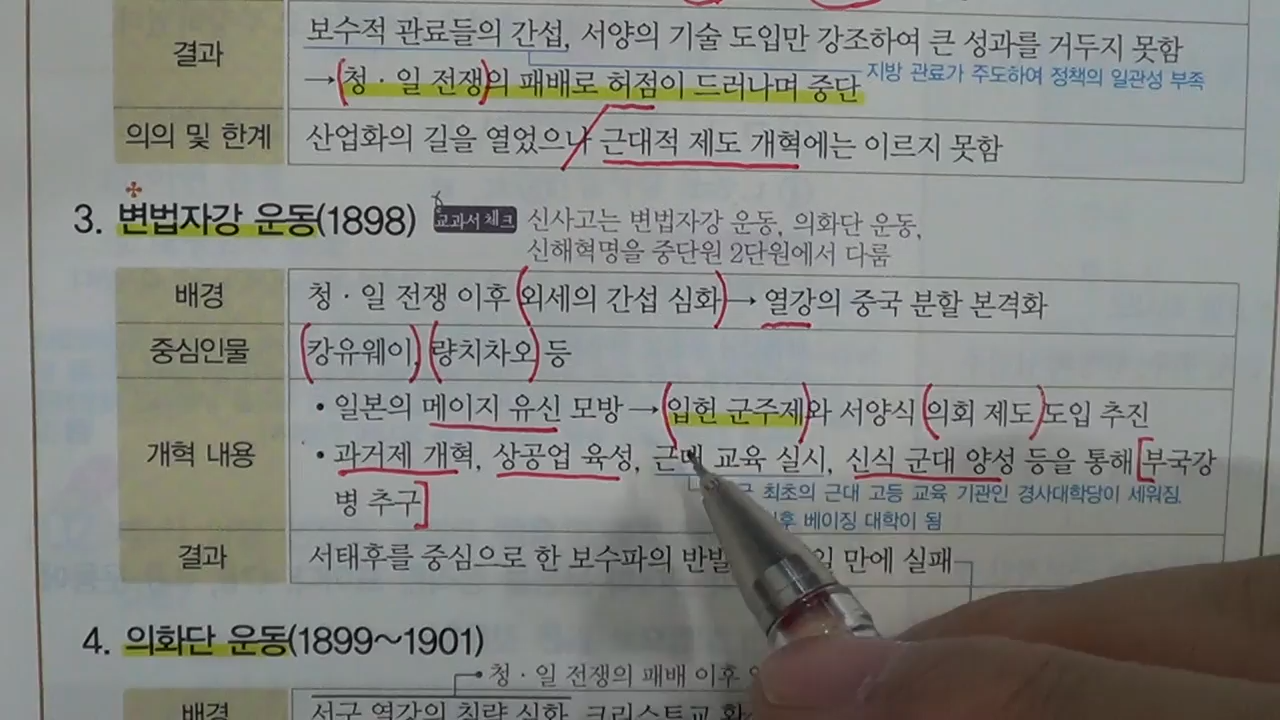 결과
보수적 관료들의 간섭, 서양의 기술 도입만 강조하여 큰 성과를 거두지 못함
→ 청·일 전쟁의 패배로 허점이 드러나며 중단
지방 관료가 주도하여 정책의 일관성 부족
의의 및 한계
산업화의 길을 열었으나 근대적 제도 개혁에는 이르지 못함
3. 변법자강 운동(1898)
교과서 체크
신사고는 변법자강 운동, 의화단 운동,
신해혁명을 중단원 2단원에서 다룸
배경
청·일 전쟁 이후 외세의 간섭 심화 → 열강의 중국 분할 본격화
중심인물
캉유웨이, 량치차오 등
개혁 내용
• 일본의 메이지 유신 모방 → 입헌 군주제와 서양식 의회 제도 도입 추진
• 과거제 개혁, 상공업 육성, 근대 교육 실시, 신식 군대 양성 등을 통해 부국강
최초의 근대 고등 교육 기관인 경사대학당이 세워짐.
병 추구
베이징 대학이 됨
결과
서태후를 중심으로 한 보수파의 만에 실패
4. 의화단 운동(1899~1901)
청·일 전쟁의 패배 이후
배경
서구 열강의 침략 심화, 크리스트교